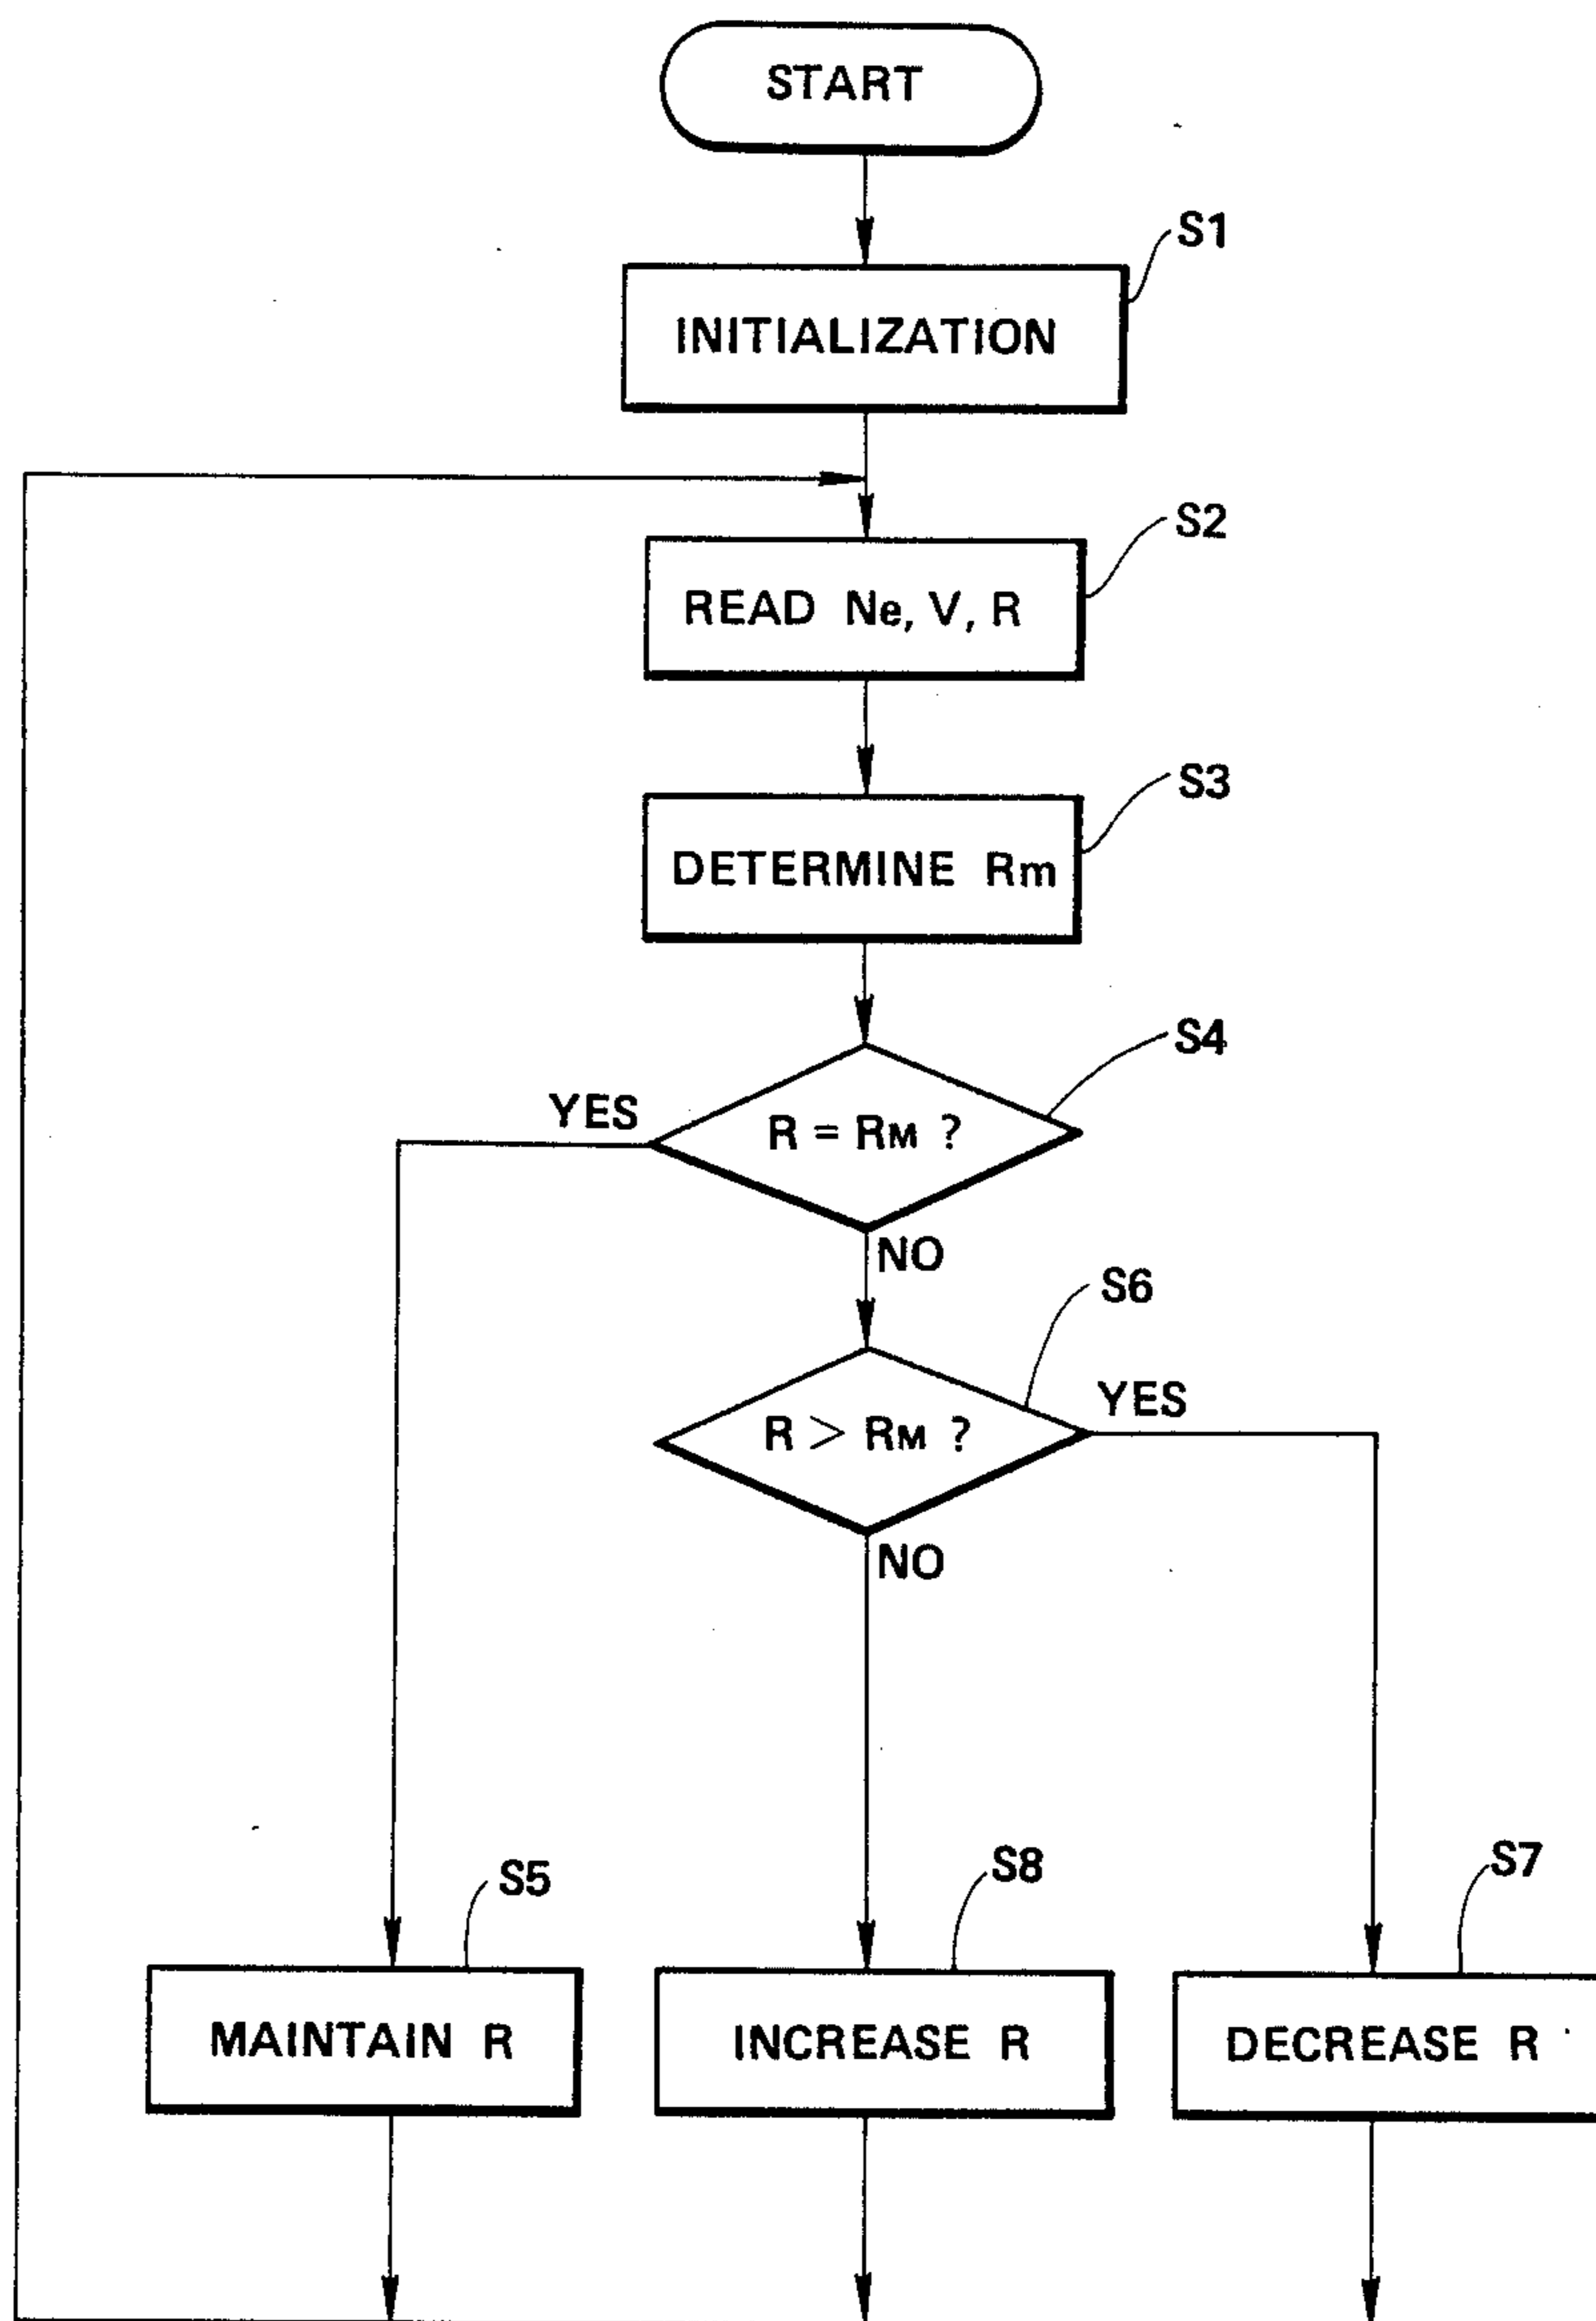 START
S1
INITIALIZATION
S2
READ Ne, V, R
S3
DETERMINE Rm
S4
YES
R = RM ?
NO
S6
YES
R > RM ?
NO
S5
S8
S7
MAINTAIN R
INCREASE R
DECREASE R